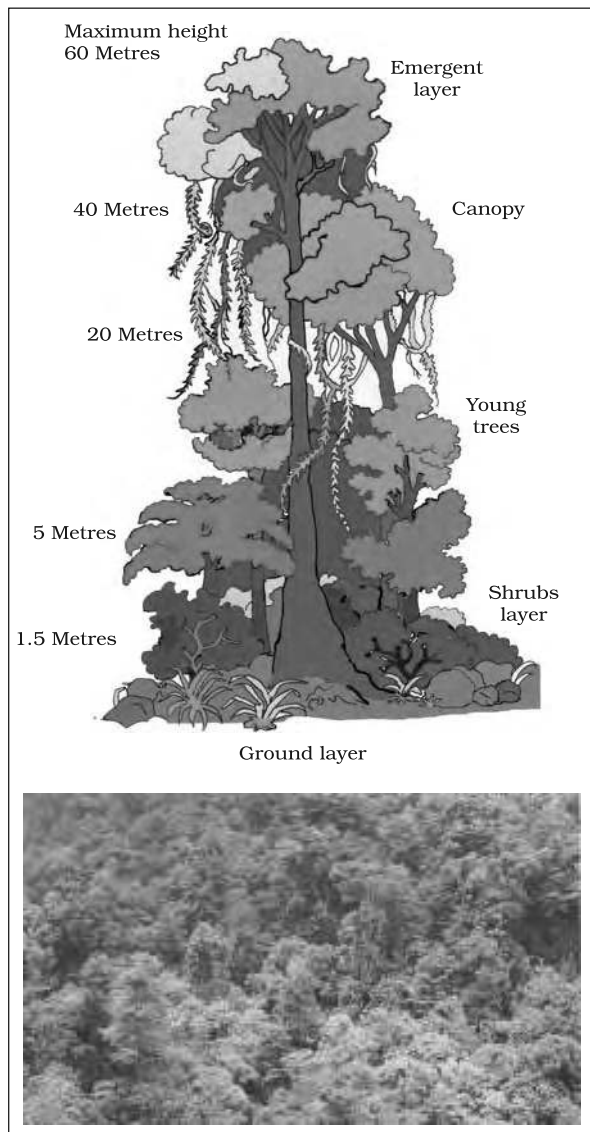 Maximum height
60 Metres
Emergent
layer
40 Metres
Canopy
20 Metres
Young
trees
5 Metres
Shrubs
layer
1.5 Metres
Ground layer